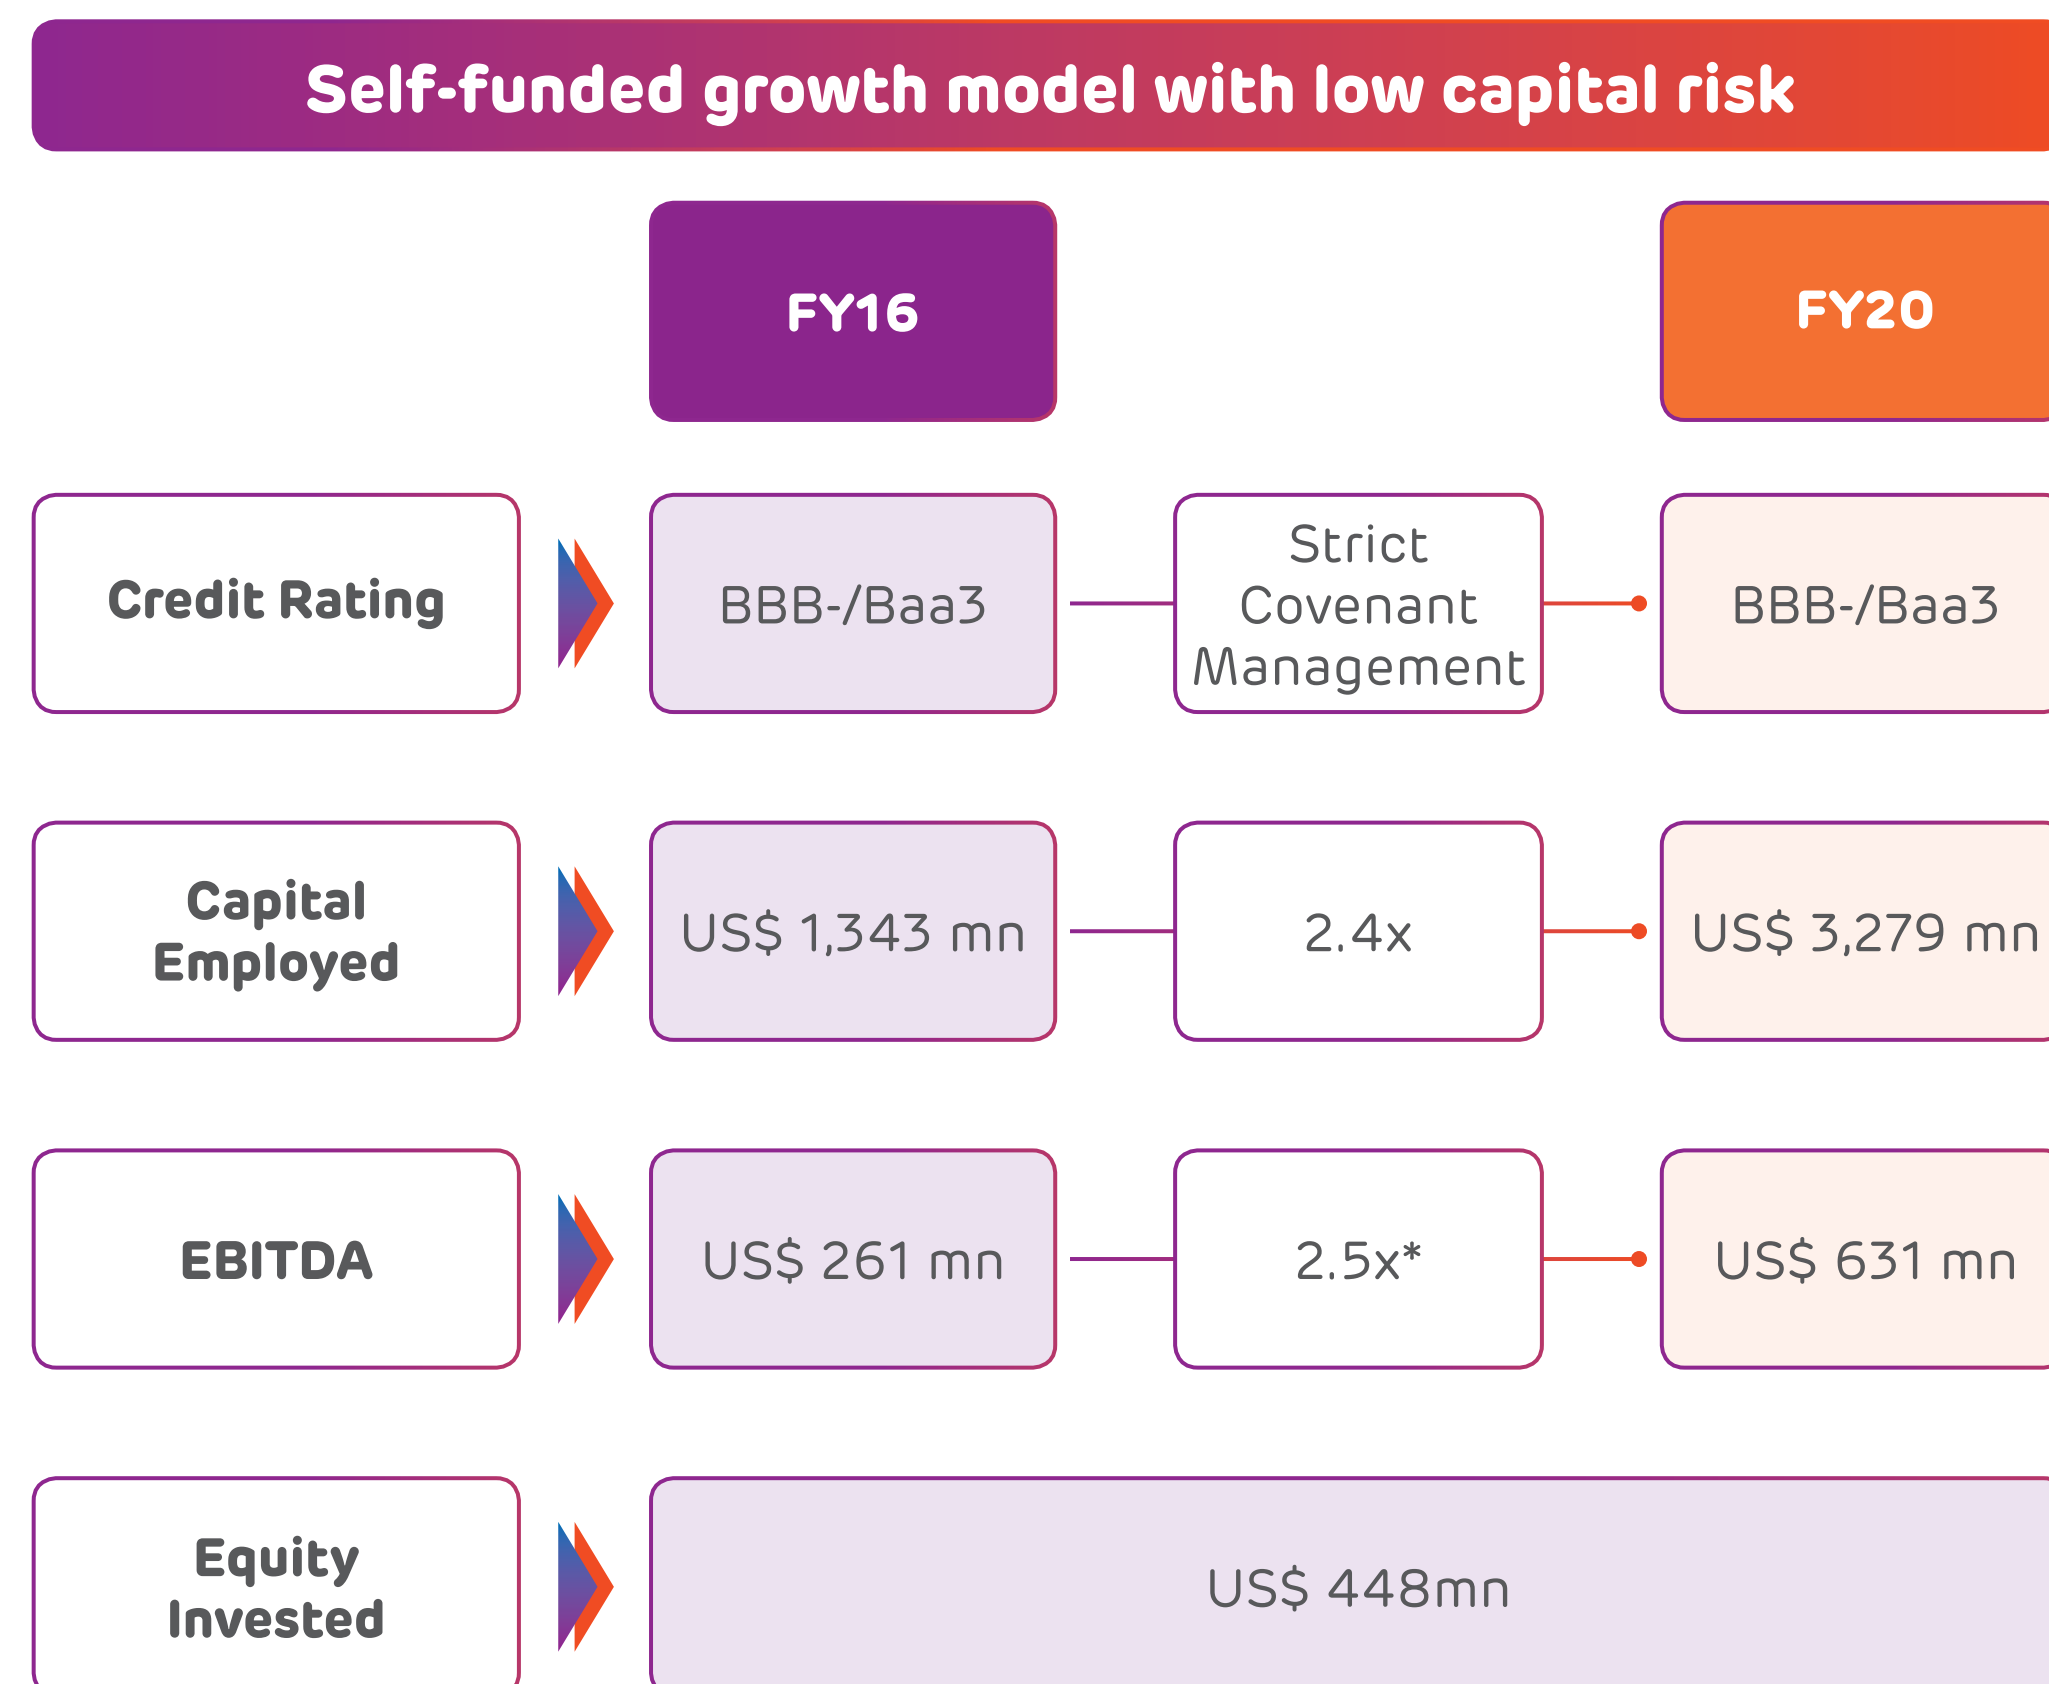 Self-funded growth model with low capital risk
FY16
FY20
Credit Rating
BBB-/Baa3
Strict
Covenant
Management
BBB-/Baa3
Capital
Employed
US$ 1,343 mn
2.4x
US$ 3,279 mn
EBITDA
US$ 261 mn
2.5x*
US$ 631 mn
Equity
Invested
US$ 448mn